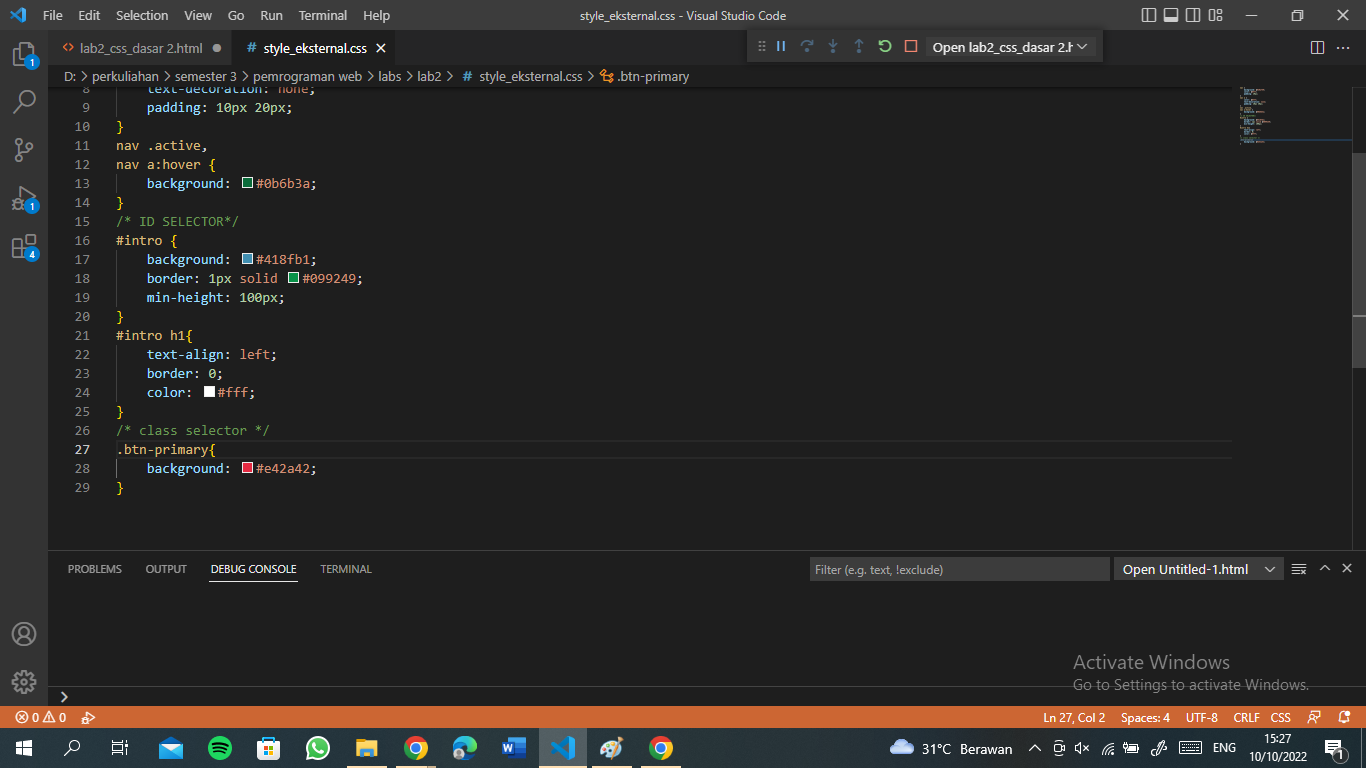 File Edit Selection View Go Run Terminal Help style_eksternal.css - Visual Studio Code
lab2_css_dasar 2.html # style_eksternal.css Open lab2_css_dasar 2.h
D: > perkuliahan > semester 3 > pemrograman web > labs > lab2 > # style_eksternal.css > .btn-primary
8 text-decoration: none;
9 padding: 10px 20px;
10 }
11 nav .active,
12 nav a:hover {
13 background: #0b6b3a;
14 }
15 /* ID SELECTOR*/
16 #intro {
17 background: #418fb1;
18 border: 1px solid #099249;
19 min-height: 100px;
20 }
21 #intro h1{
22 text-align: left;
23 border: 0;
24 color: #fff;
25 }
26 /* class selector */
27 .btn-primary{
28 background: #e42a42;
29 }
1
1
4
PROBLEMS OUTPUT DEBUG CONSOLE TERMINAL Filter (e.g. text, !exclude) Open Untitled-1.html
Activate Windows
Go to Settings to activate Windows.
0 0 Ln 27, Col 2 Spaces: 4 UTF-8 CRLF CSS
31°C Berawan ENG 15:27
10/10/2022 1